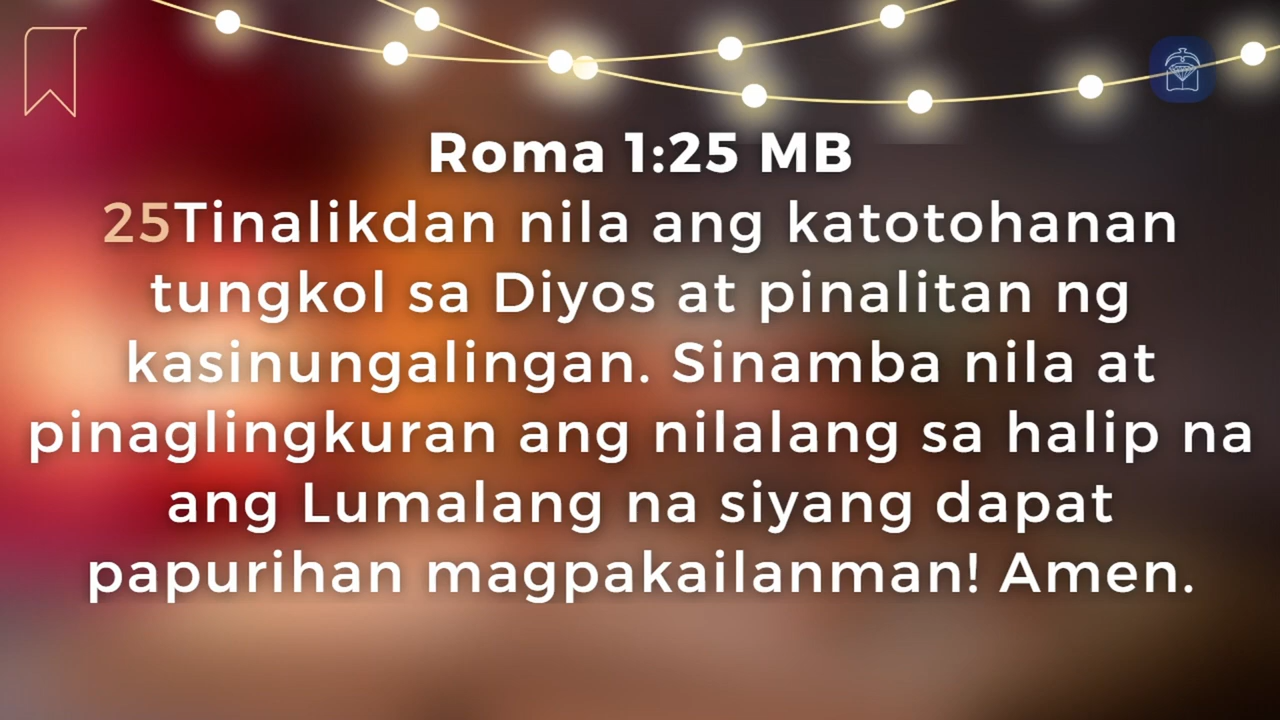 Roma 1:25 MB
25Tinalikdan nila ang katotohanan
tungkol sa Diyos at pinalitan ng
kasinungalingan. Sinamba nila at
pinaglingkuran ang nilalang sa halip na
ang Lumalang na siyang dapat
papurihan magpakailanman! Amen.